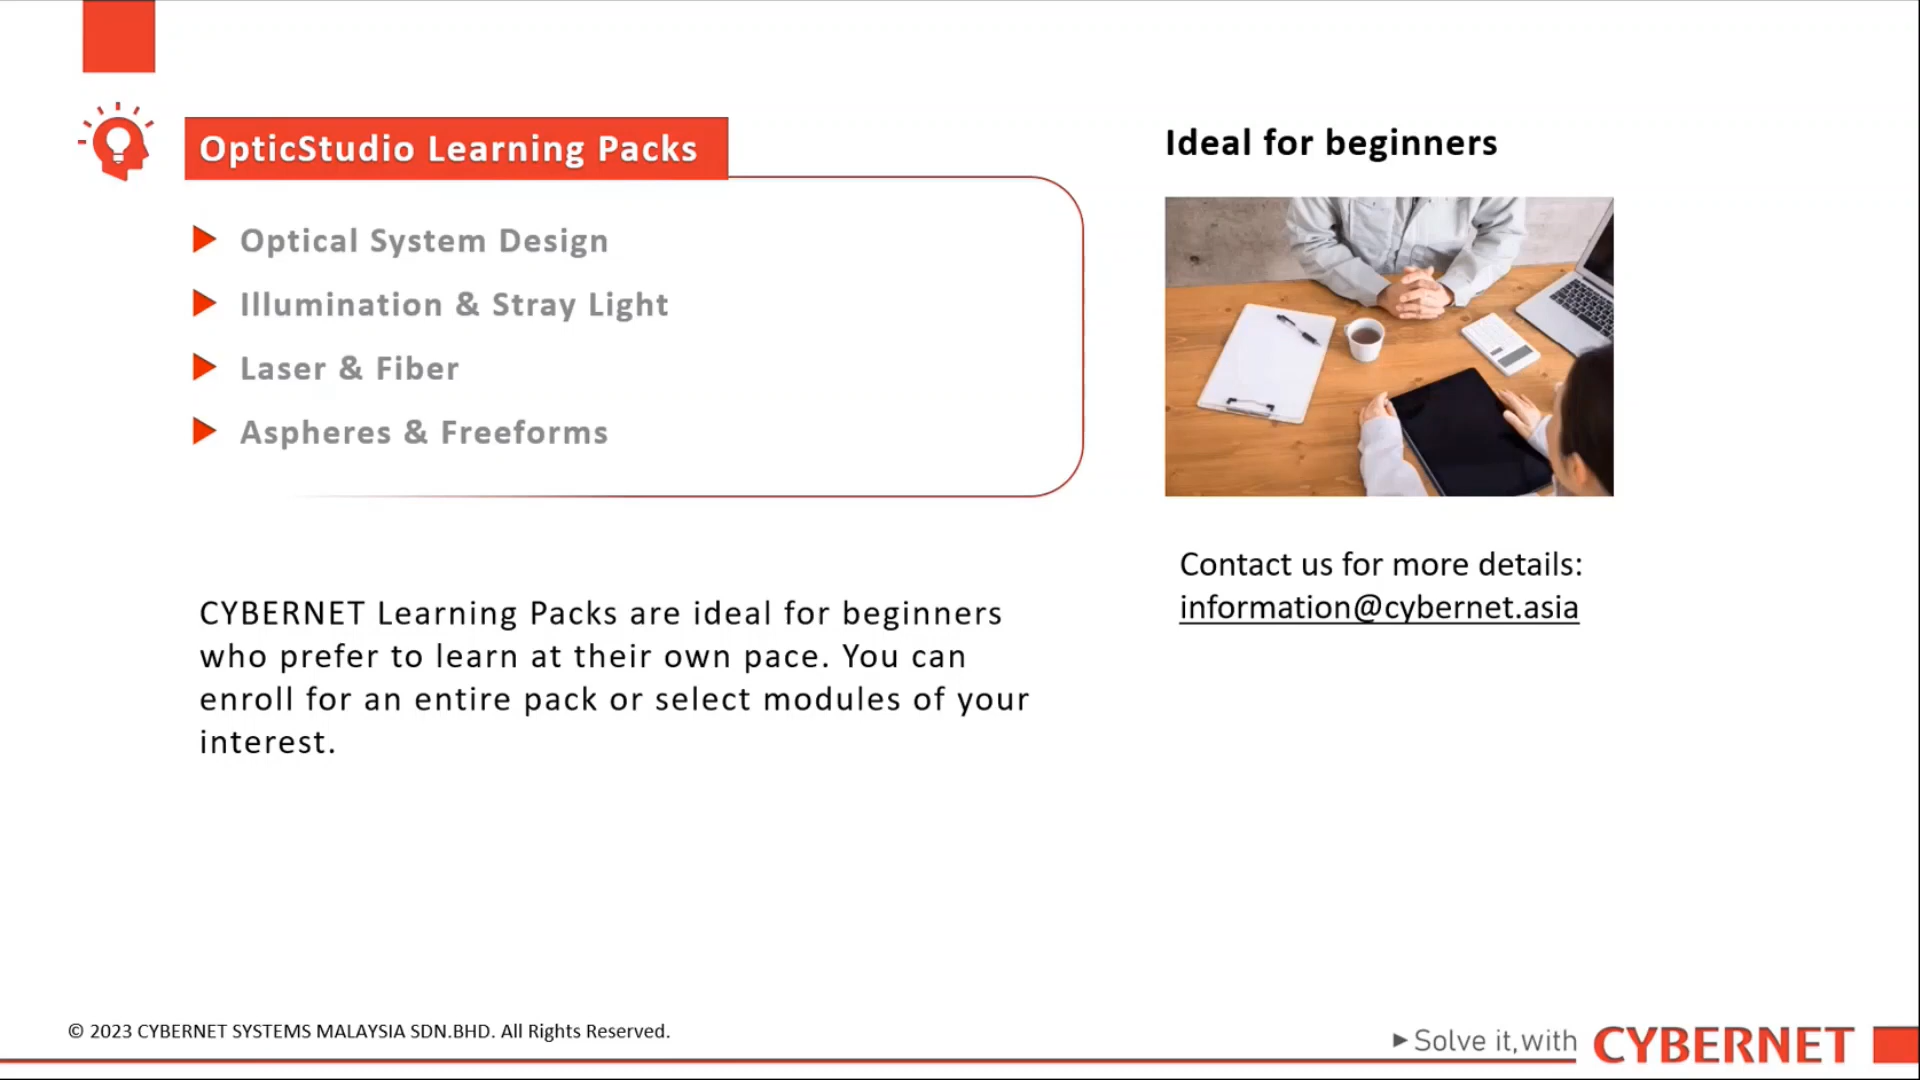 OpticStudio Learning Packs
Optical System Design
Illumination & Stray Light
Laser & Fiber
Aspheres & Freeforms
CYBERNET Learning Packs are ideal for beginners
who prefer to learn at their own pace. You can
enroll for an entire pack or select modules of your
interest.
Ideal for beginners
Contact us for more details:
information@cybernet.asia
© 2023 CYBERNET SYSTEMS MALAYSIA SDN.BHD. All Rights Reserved.
Solve it, with CYBERNET